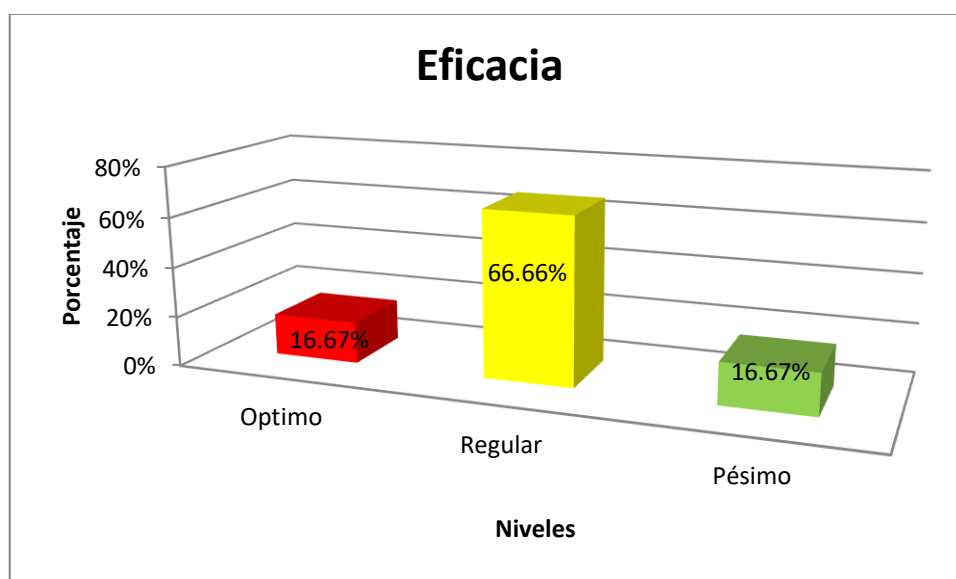 Eficacia
Porcentaje
80%
60%
40%
20%
0%
16.67%
66.66%
16.67%
Optimo
Regular
Pésimo
Niveles